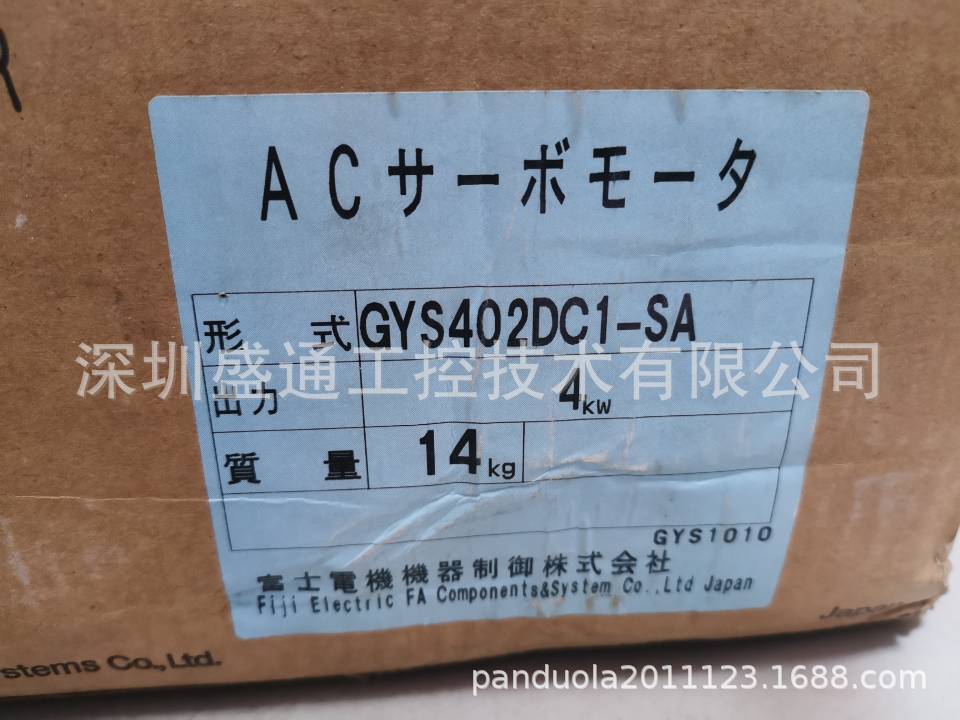 ACサーボモータ
形 式 GYS402DC1-SA
深圳盛通工控技术有限公司
出力 4kW
質 量 14kg
GYS1010
富士電機機器制御株式会社
Fiji Electric FA Components&System Co.,Ltd Japan
Japan
stems Co., Ltd.
panduola2011123.1688.com